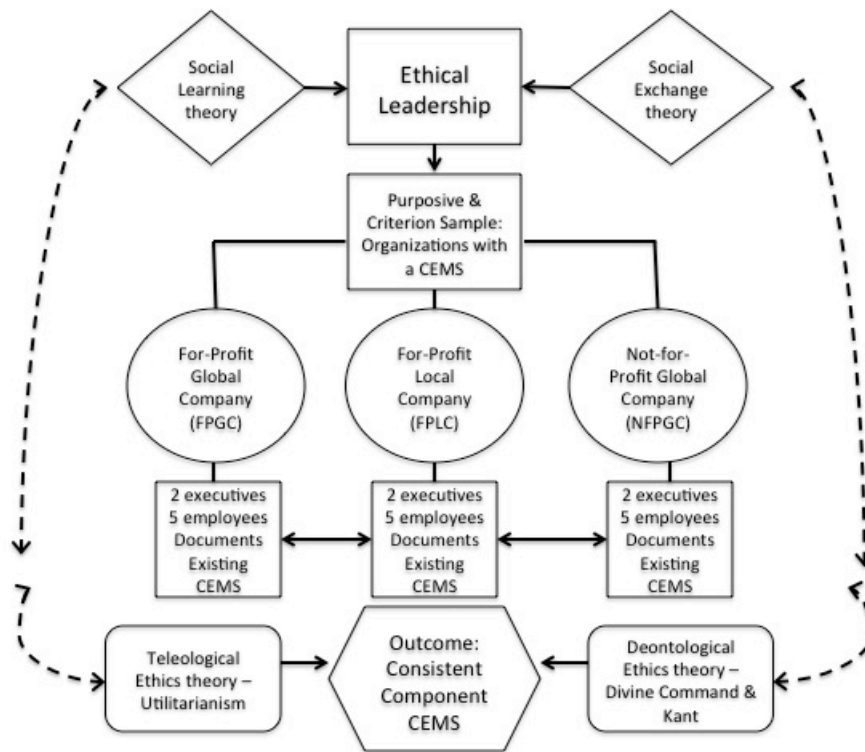 Social
Learning
theory
Ethical
Leadership
Social
Exchange
theory
Purposive &
Criterion Sample:
Organizations with
a CEMS
For-Profit
Global
Company
(FPGC)
For-Profit
Local
Company
(FPLC)
Not-for-
Profit Global
Company
(NFPGC)
2 executives
5 employees
Documents
Existing
CEMS
2 executives
5 employees
Documents
Existing
CEMS
2 executives
5 employees
Documents
Existing
CEMS
Teleological
Ethics theory –
Utilitarianism
Outcome:
Consistent
Component
CEMS
Deontological
Ethics theory –
Divine Command &
Kant